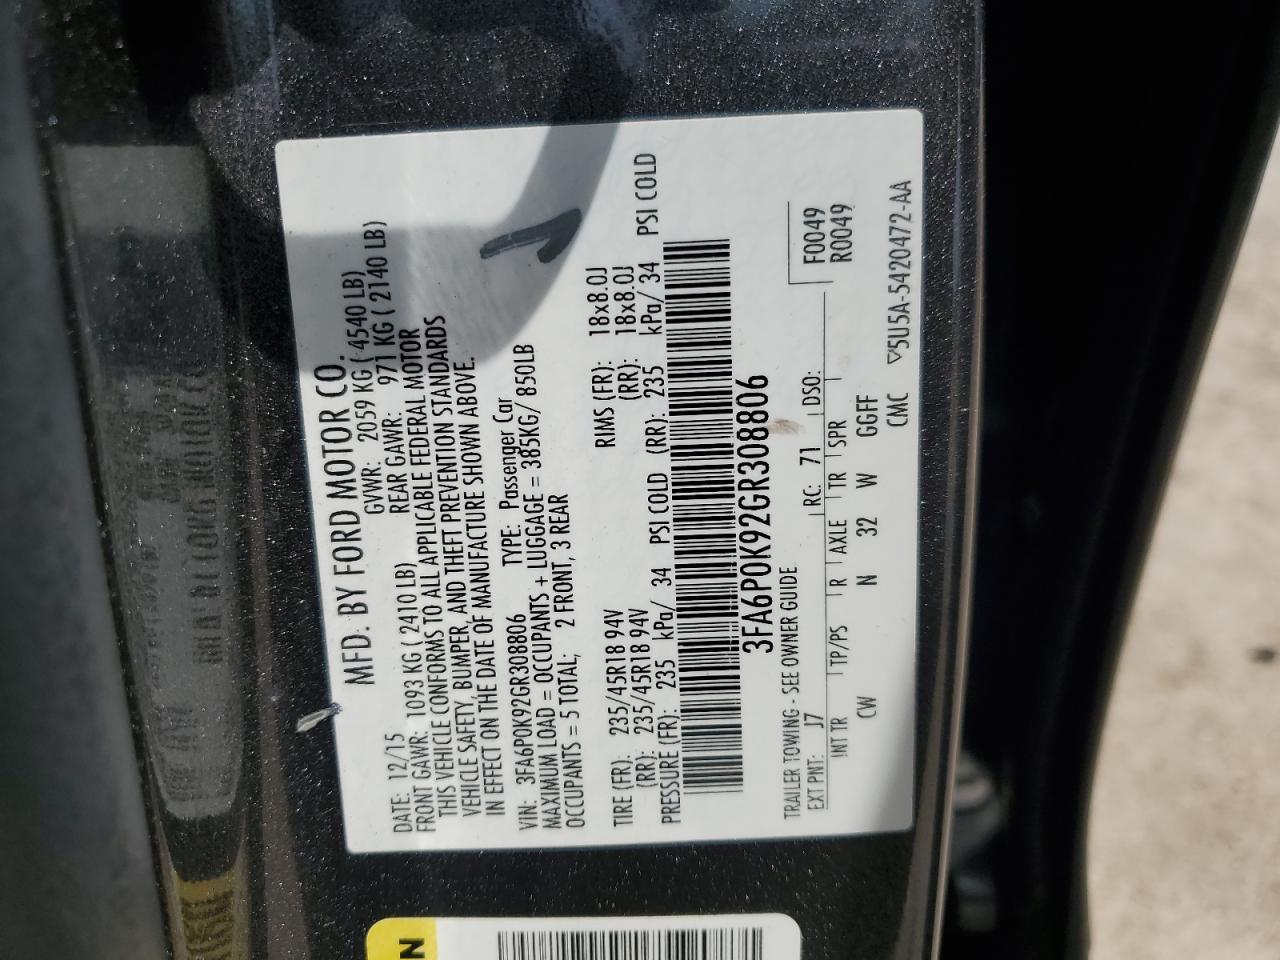 MFD. BY FORD MOTOR CO.
DATE: 12/15 GVWR: 2059 KG ( 4540 LB)
FRONT GAWR: 1093 KG ( 2410 LB) REAR GAWR: 971 KG ( 2140 LB)
THIS VEHICLE CONFORMS TO ALL APPLICABLE FEDERAL MOTOR
VEHICLE SAFETY, BUMPER, AND THEFT PREVENTION STANDARDS
IN EFFECT ON THE DATE OF MANUFACTURE SHOWN ABOVE.
VIN: 3FA6P0K92GR308806 TYPE: Passenger Car
MAXIMUM LOAD = OCCUPANTS + LUGGAGE = 385KG/ 850LB
OCCUPANTS = 5 TOTAL; 2 FRONT, 3 REAR
TIRE (FR): 235/45R18 94V RIMS (FR): 18x8.0J
(RR): 235/45R18 94V (RR): 18x8.0J
PRESSURE (FR): 235 kPa/ 34 PSI COLD (RR): 235 kPa/ 34 PSI COLD
3FA6P0K92GR308806
TRAILER TOWING - SEE OWNER GUIDE
EXT PNT: J7 RC: 71 DSO: F0049
R0049
INT TR TP/PS R AXLE TR SPR
CW N 32 W GGFF
CMC ▽5U5A-5420472-AA
N